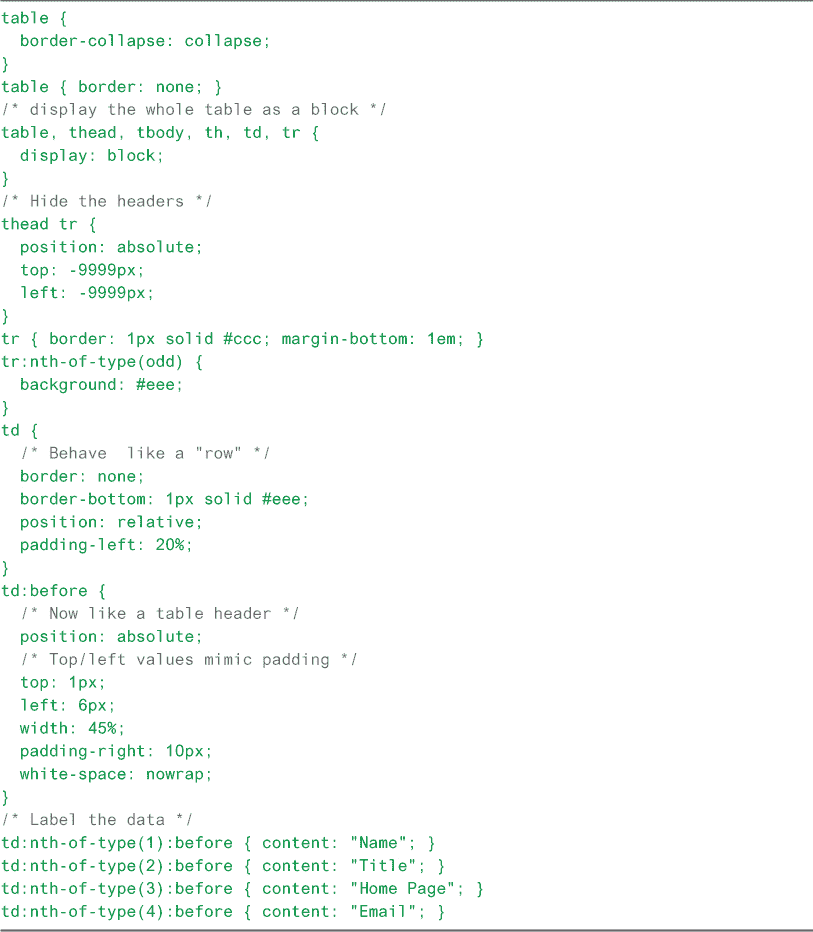 table {
  border-collapse: collapse;
}
table { border: none; }
/* display the whole table as a block */
table, thead, tbody, th, td, tr {
  display: block;
}
/* Hide the headers */
thead tr {
  position: absolute;
  top: -9999px;
  left: -9999px;
}
tr { border: 1px solid #ccc; margin-bottom: 1em; }
tr:nth-of-type(odd) {
  background: #eee;
}
td {
  /* Behave  like a "row" */
  border: none;
  border-bottom: 1px solid #eee;
  position: relative;
  padding-left: 20%;
}
td:before {
  /* Now like a table header */
  position: absolute;
  /* Top/left values mimic padding */
  top: 1px;
  left: 6px;
  width: 45%;
  padding-right: 10px;
  white-space: nowrap;
}
/* Label the data */
td:nth-of-type(1):before { content: "Name"; }
td:nth-of-type(2):before { content: "Title"; }
td:nth-of-type(3):before { content: "Home Page"; }
td:nth-of-type(4):before { content: "Email"; }